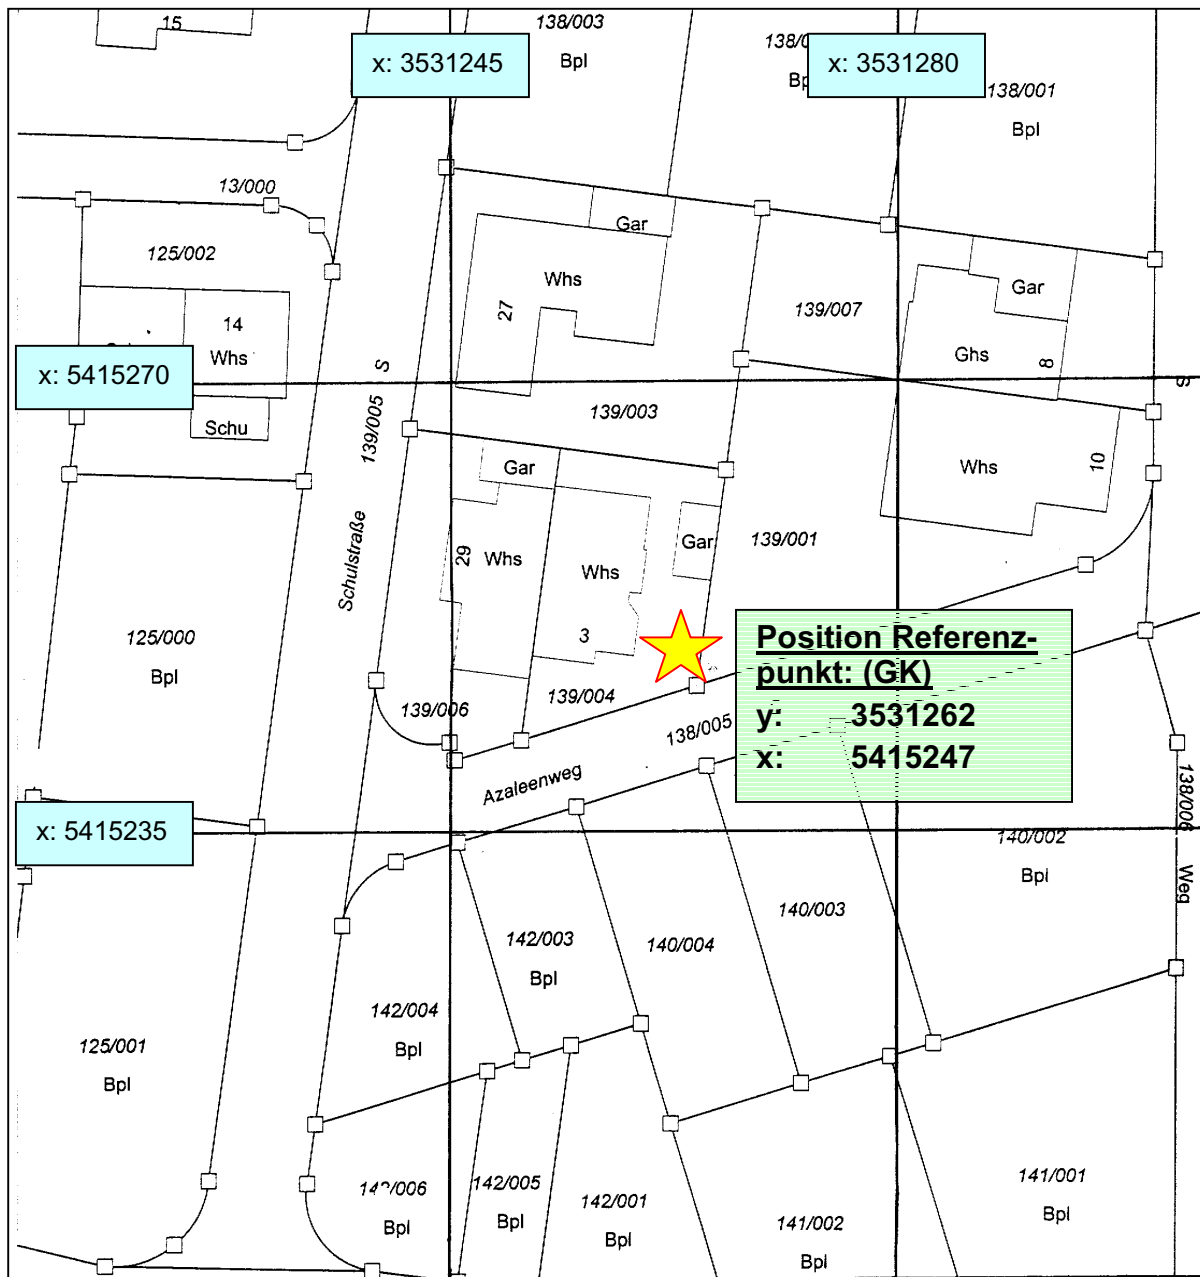 15
138/003
Bpl
x: 3531245
x: 3531280
138/001
Bpl
13/000
125/002
Gar
Whs
27
139/007
Gar
Ghs
8
14
Whs
x: 5415270
S
S
Schu
139/005
139/003
Gar
Whs
10
29
Whs
Whs
Gar
139/001
Schulstraße
3
125/000
Bpl
Position Referenz-
punkt: (GK)
y: 3531262
x: 5415247
139/006
139/004
138/005
Azaleenweg
138/006
Weg
x: 5415235
140/002
Bpl
140/003
142/003
Bpl
140/004
142/004
Bpl
125/001
Bpl
142/005
Bpl
Bpl
142/001
Bpl
141/002
Bpl
141/001
Bpl